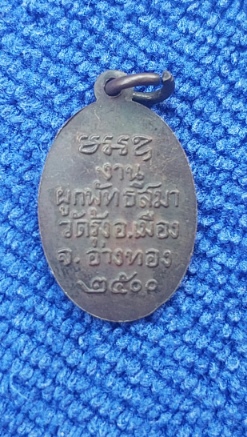 งาน
ผูกพัทธสีมา
วัดรุ้ง อ.เมือง
จ. อ่างทอง
๒๕๑๑